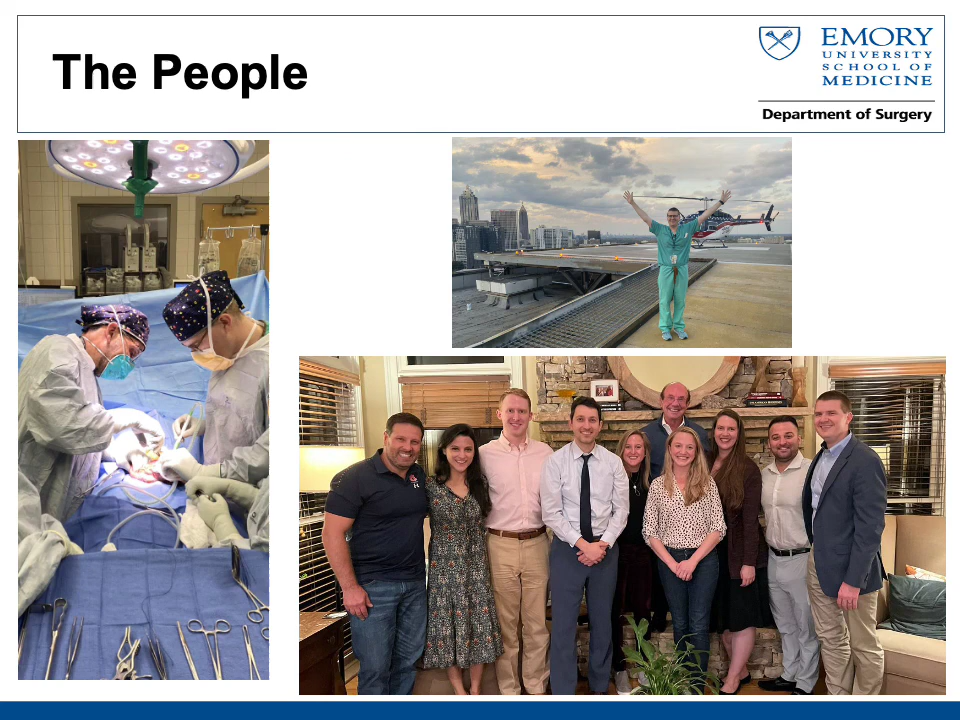 The People
EMORY
UNIVERSITY
SCHOOL OF
MEDICINE
Department of Surgery